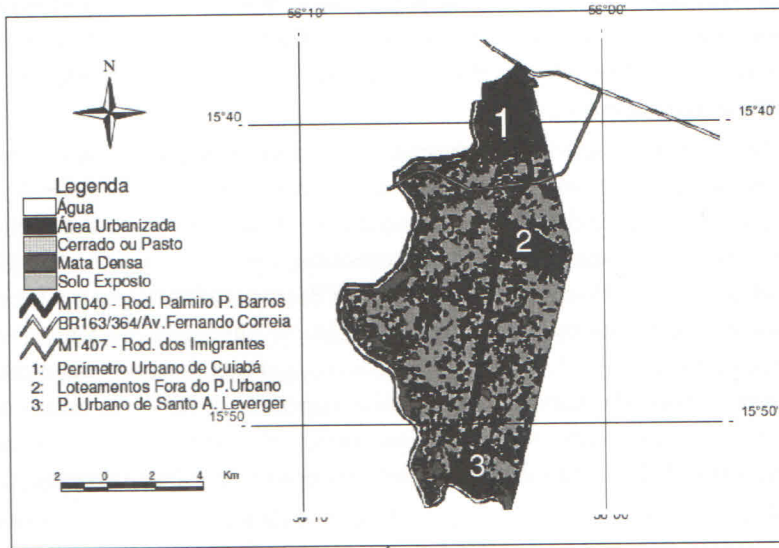 56°10'
56°00'
N
15°40'
15°40'
1
Legenda
Água
Área Urbanizada
Cerrado ou Pasto
Mata Densa
Solo Exposto
MT040 - Rod. Palmiro P. Barros
BR163/364/Av.Fernando Correia
MT407 - Rod. dos Imigrantes
1: Perímetro Urbano de Cuiabá
2: Loteamentos Fora do P.Urbano
3: P. Urbano de Santo A. Leverger
2
15°50
15°50'
3
2 0 2 4 Km